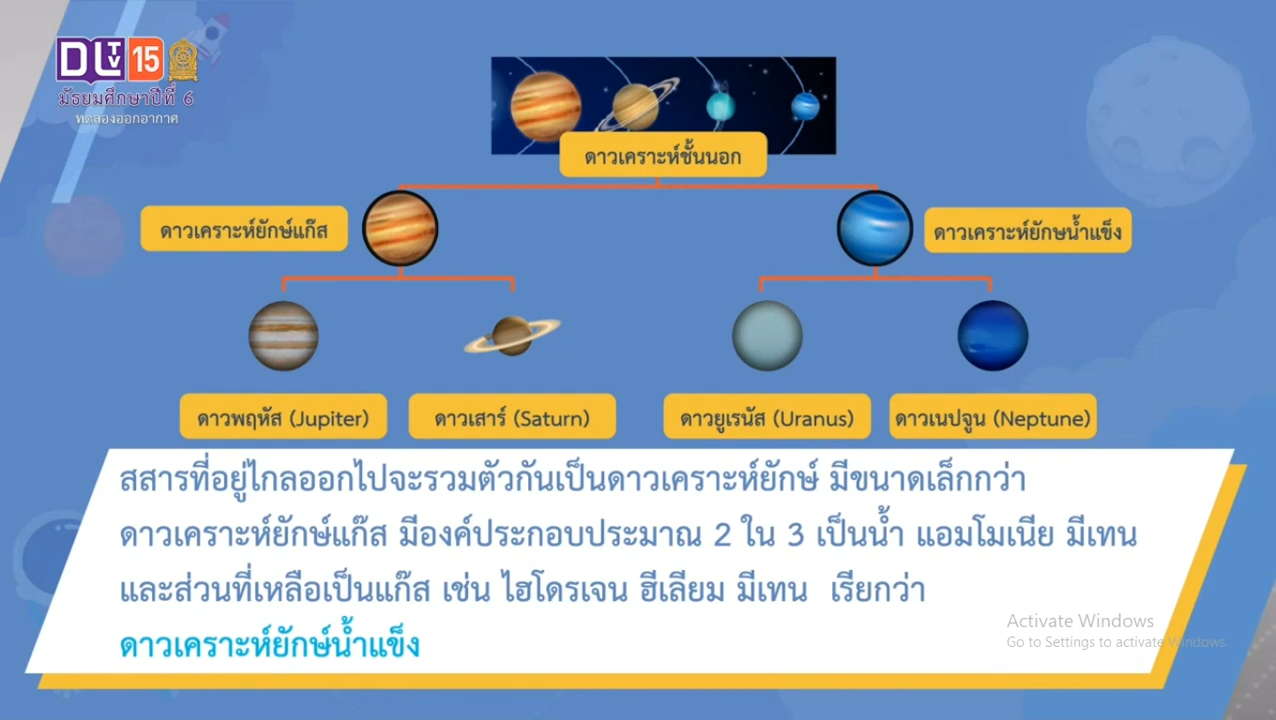 DLTV 15
มัธยมศึกษาปีที่ 6
ทดลองออกอากาศ
ดาวเคราะห์ชั้นนอก
ดาวเคราะห์ยักษ์แก๊ส
ดาวเคราะห์ยักษน้ำแข็ง
ดาวพฤหัส (Jupiter)
ดาวเสาร์ (Saturn)
ดาวยูเรนัส (Uranus)
ดาวเนปจูน (Neptune)
สสารที่อยู่ไกลออกไปจะรวมตัวกันเป็นดาวเคราะห์ยักษ์ มีขนาดเล็กกว่า
ดาวเคราะห์ยักษ์แก๊ส มีองค์ประกอบประมาณ 2 ใน 3 เป็นน้ำ แอมโมเนีย มีเทน
และส่วนที่เหลือเป็นแก๊ส เช่น ไฮโดรเจน ฮีเลียม มีเทน เรียกว่า
ดาวเคราะห์ยักษ์น้ำแข็ง
Activate Windows
Go to Settings to activate Windows.